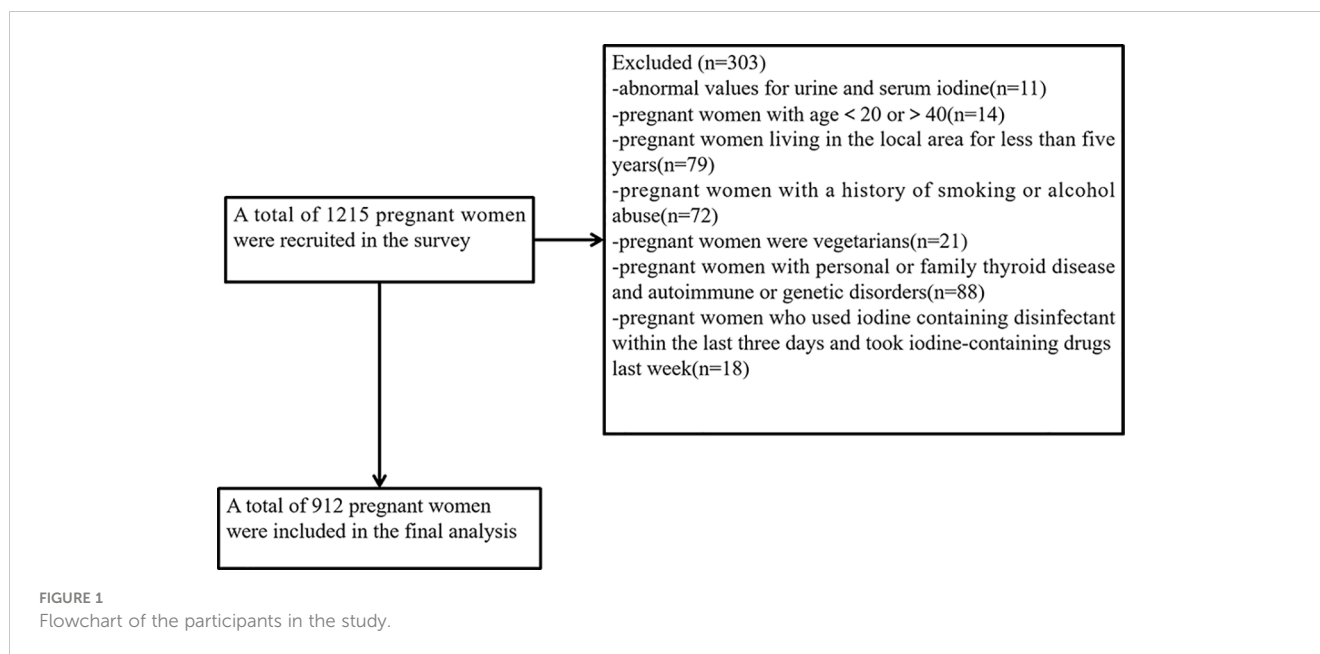 Excluded (n=303)
-abnormal values for urine and serum iodine(n=11)
-pregnant women with age < 20 or > 40(n=14)
-pregnant women living in the local area for less than five
years(n=79)
-pregnant women with a history of smoking or alcohol
abuse(n=72)
-pregnant women were vegetarians(n=21)
-pregnant women with personal or family thyroid disease
and autoimmune or genetic disorders(n=88)
-pregnant women who used iodine containing disinfectant
within the last three days and took iodine-containing drugs
last week(n=18)
A total of 1215 pregnant women
were recruited in the survey
A total of 912 pregnant women
were included in the final analysis
FIGURE 1
Flowchart of the participants in the study.